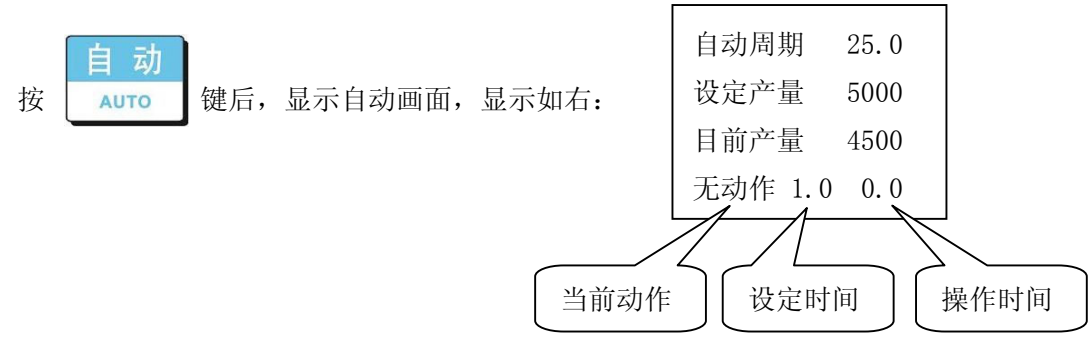 自动周期 25.0
自 动
按 AUTO 键后，显示自动画面，显示如右：
设定产量 5000
目前产量 4500
无动作 1.0 0.0
当前动作 设定时间 操作时间